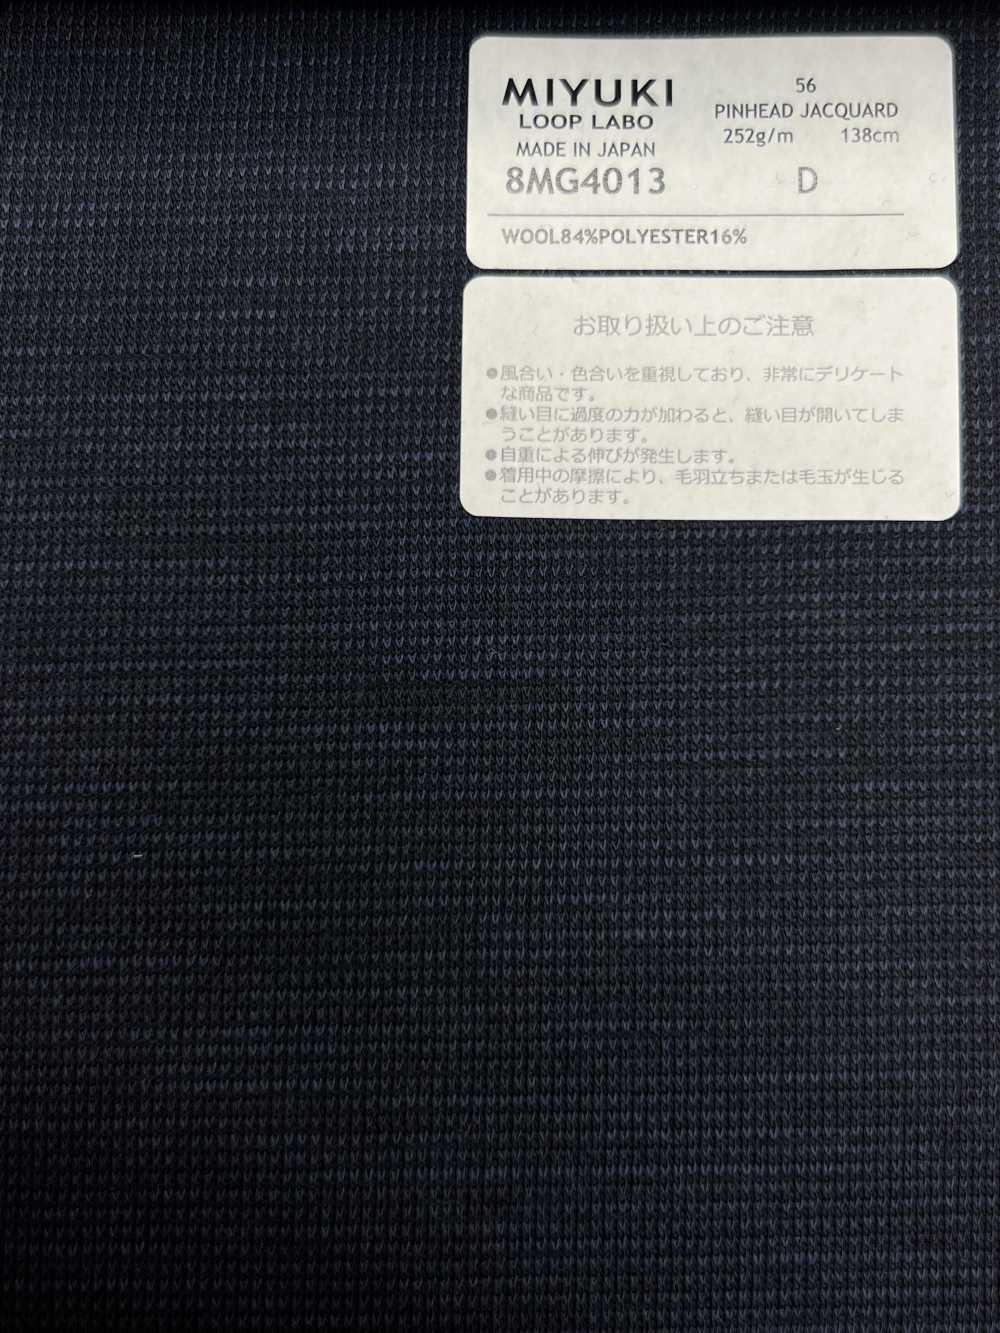 MIYUKI
LOOP LABO
MADE IN JAPAN
8MG4013
56
PINHEAD JACQUARD
252g/m 138cm
D
WOOL84%POLYESTER16%
お取り扱い上のご注意
●風合い・色合いを重視しており、非常にデリケート
な商品です。
●縫い目に過度の力が加わると、縫い目が開いてしま
うことがあります。
●自重による伸びが発生します。
●着用中の摩擦により、毛羽立ちまたは毛玉が生じる
ことがあります。